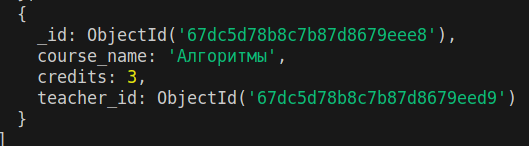 {
_id: ObjectId('67dc5d78b8c7b87d8679eee8'),
course_name: 'Алгоритмы',
credits: 3,
teacher_id: ObjectId('67dc5d78b8c7b87d8679eed9')
}
]